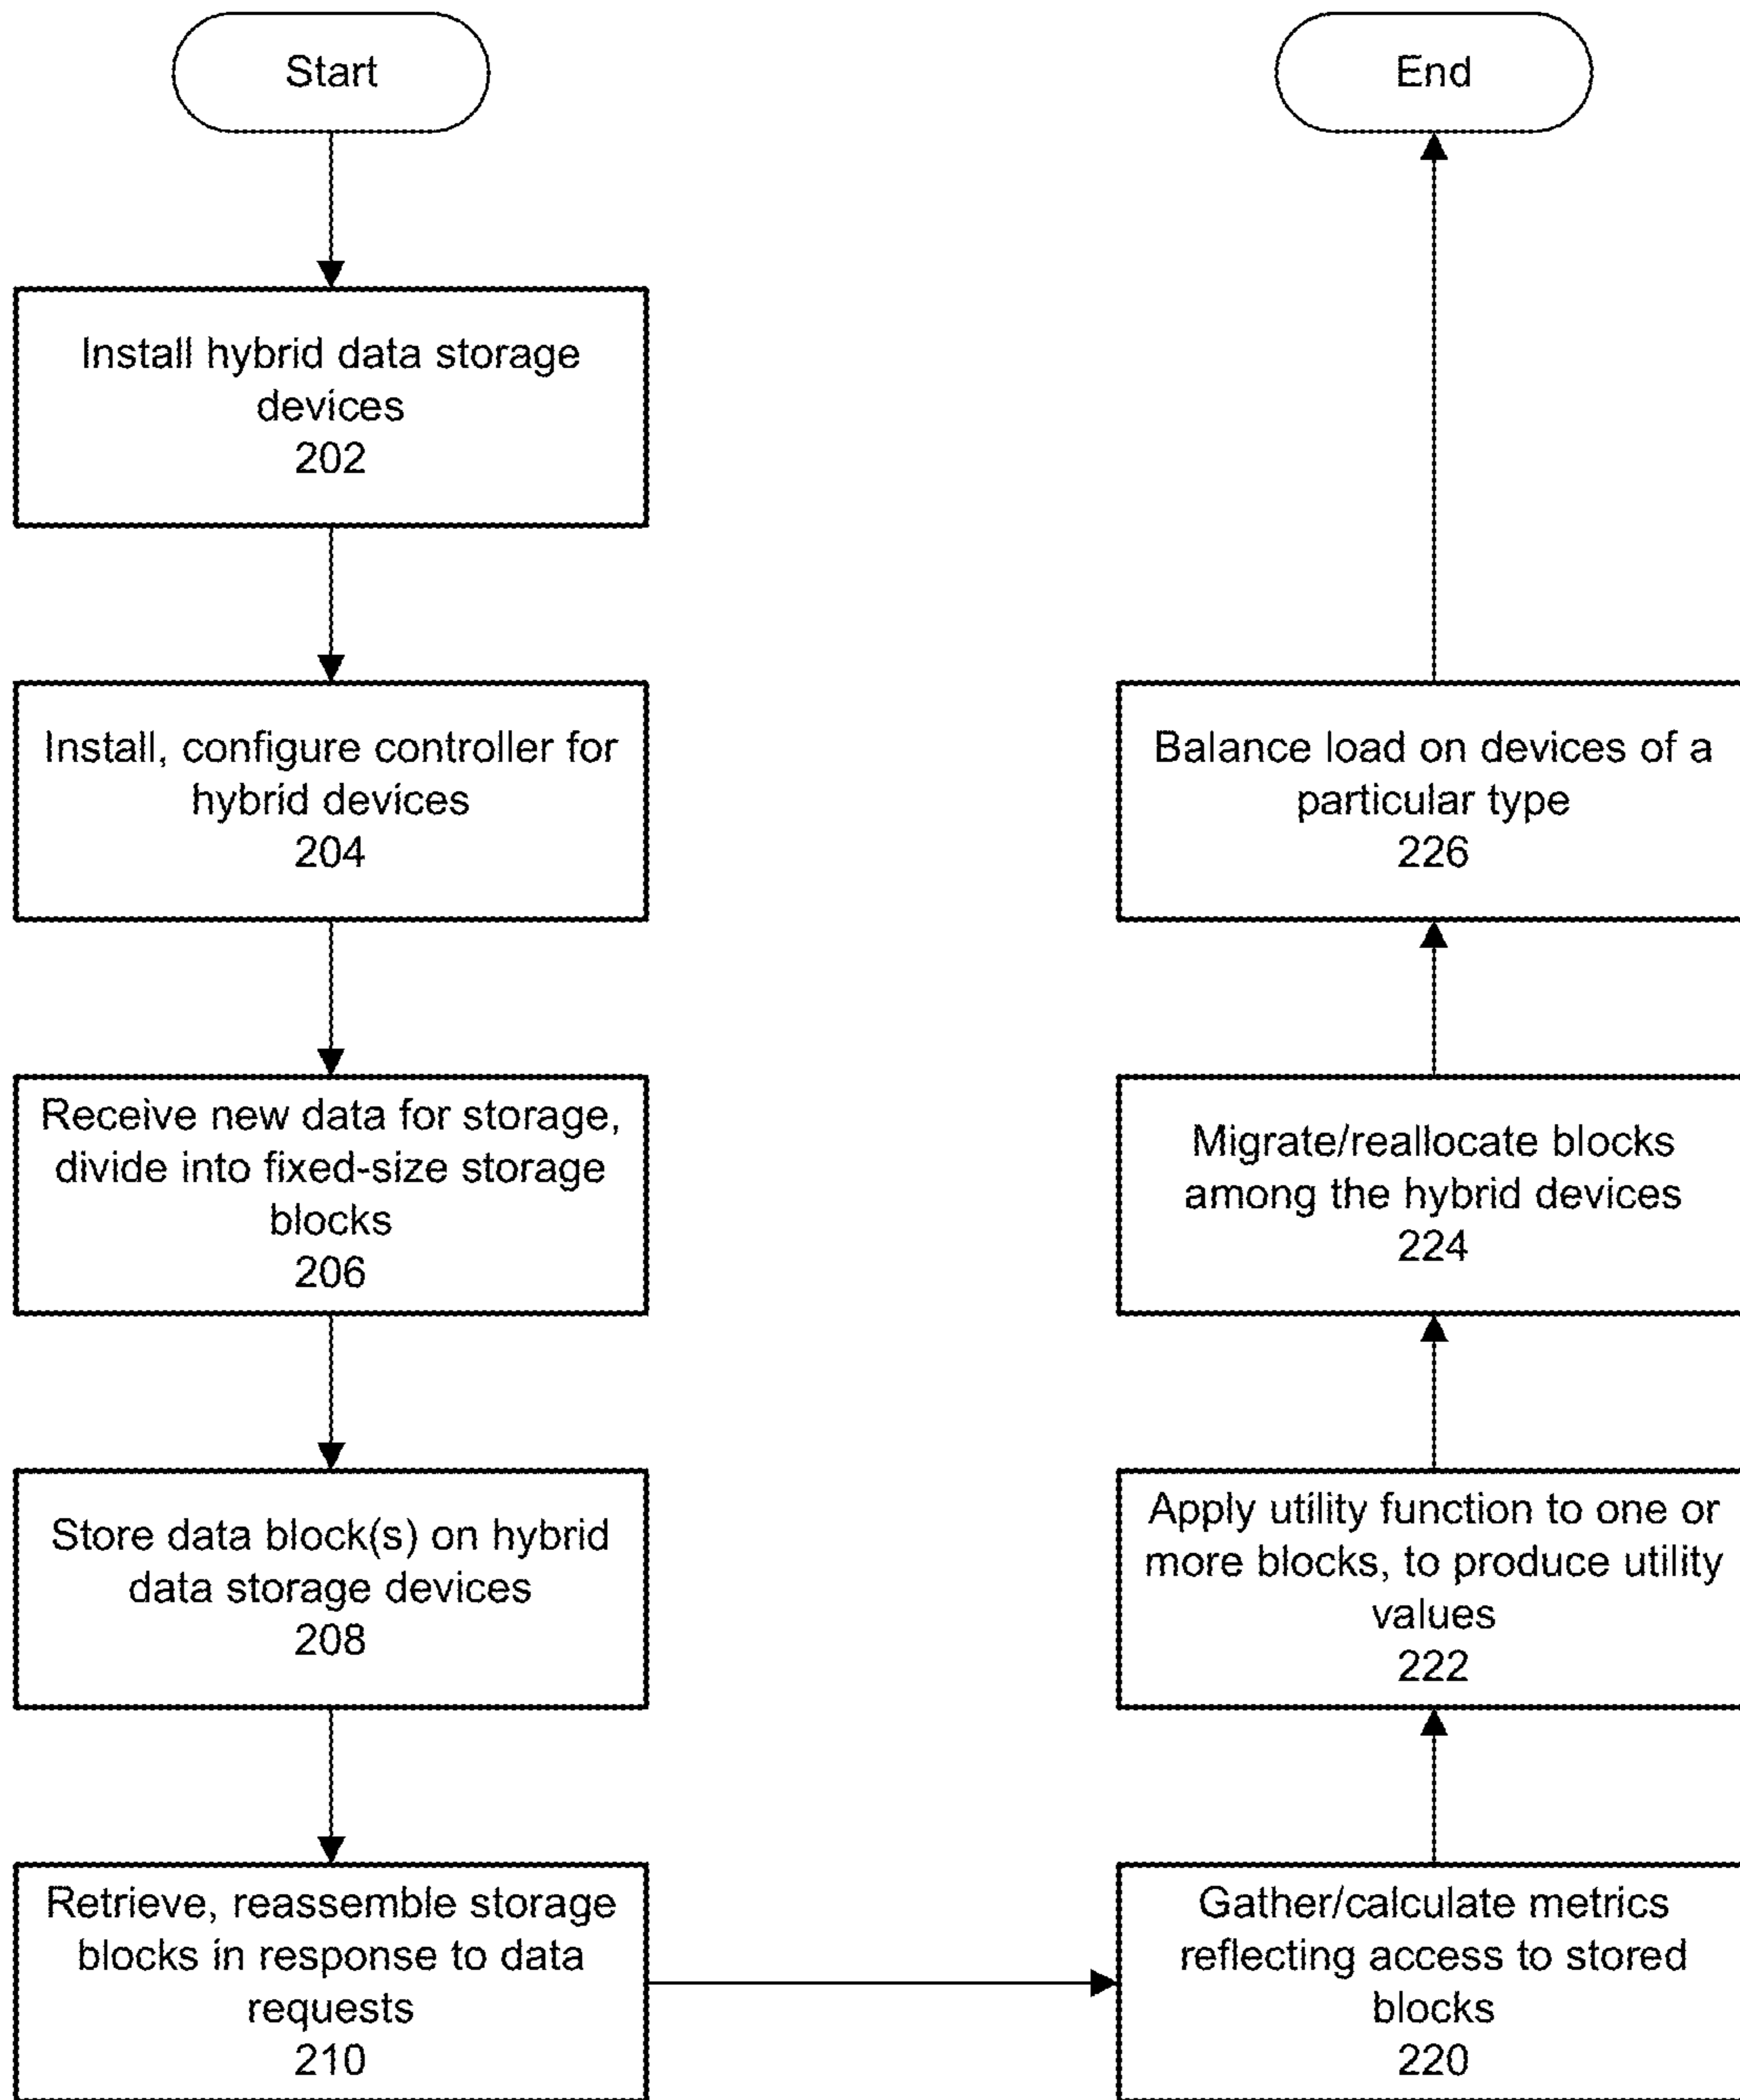 Start
Install hybrid data storage
devices
202
Install, configure controller for
hybrid devices
204
Receive new data for storage,
divide into fixed-size storage
blocks
206
Store data block(s) on hybrid
data storage devices
208
Retrieve, reassemble storage
blocks in response to data
requests
210
Gather/calculate metrics
reflecting access to stored
blocks
220
Apply utility function to one or
more blocks, to produce utility
values
222
Migrate/reallocate blocks
among the hybrid devices
224
Balance load on devices of a
particular type
226
End